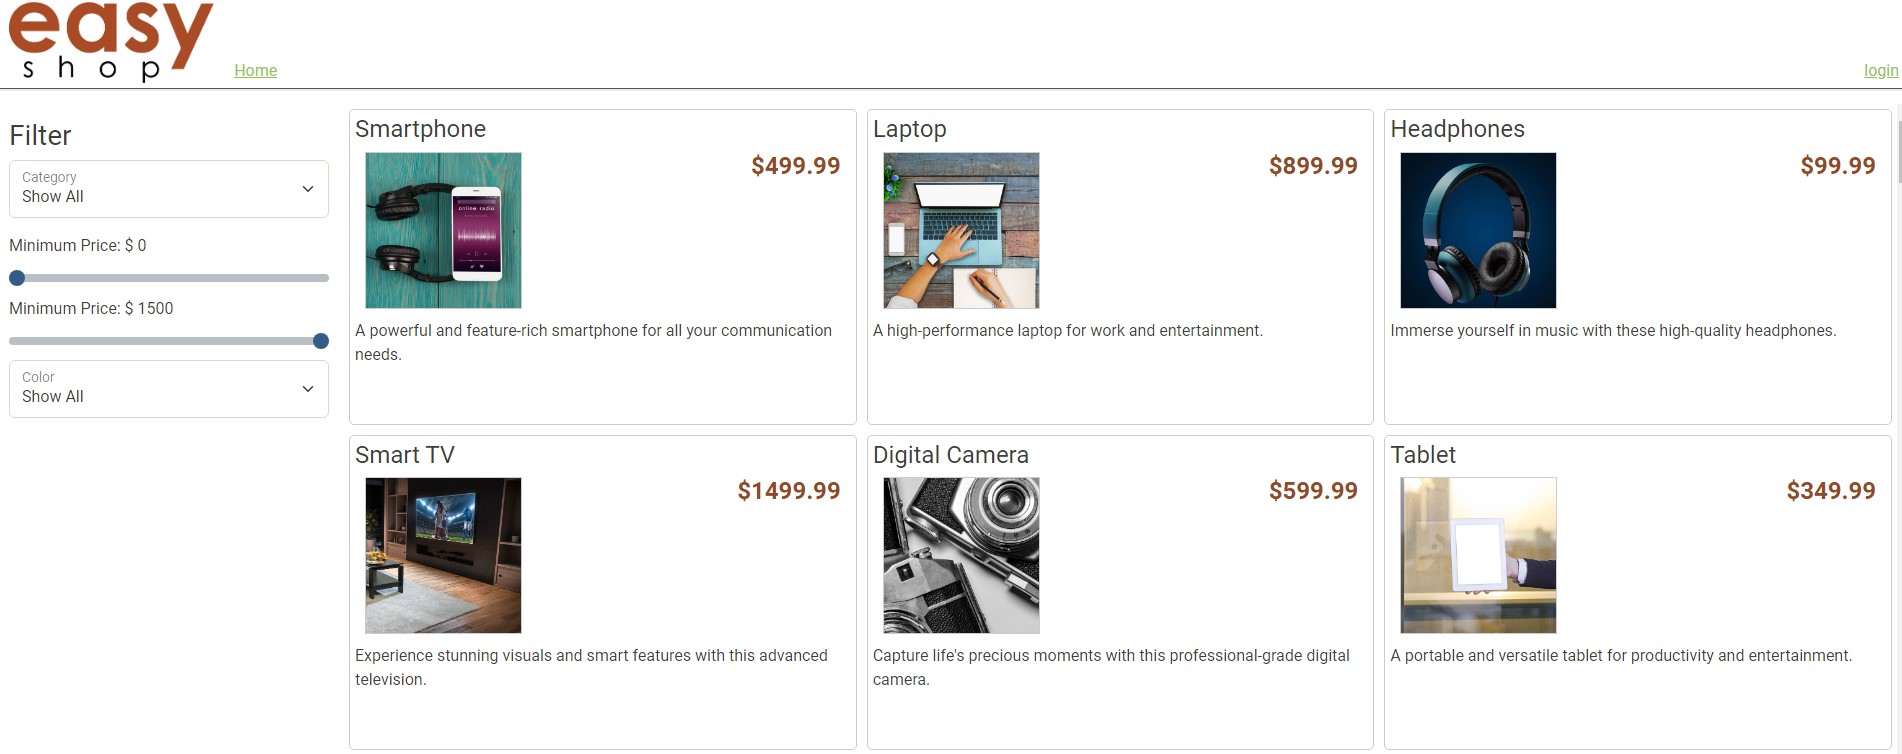 easy
shop
Home
login
Filter
Category
Show All
Minimum Price: $ 0
Minimum Price: $ 1500
Color
Show All
Smartphone
$499.99
online radio
A powerful and feature-rich smartphone for all your communication
needs.
Laptop
$899.99
A high-performance laptop for work and entertainment.
Headphones
$99.99
Immerse yourself in music with these high-quality headphones.
Smart TV
$1499.99
Experience stunning visuals and smart features with this advanced
television.
Digital Camera
$599.99
Capture life's precious moments with this professional-grade digital
camera.
Tablet
$349.99
A portable and versatile tablet for productivity and entertainment.